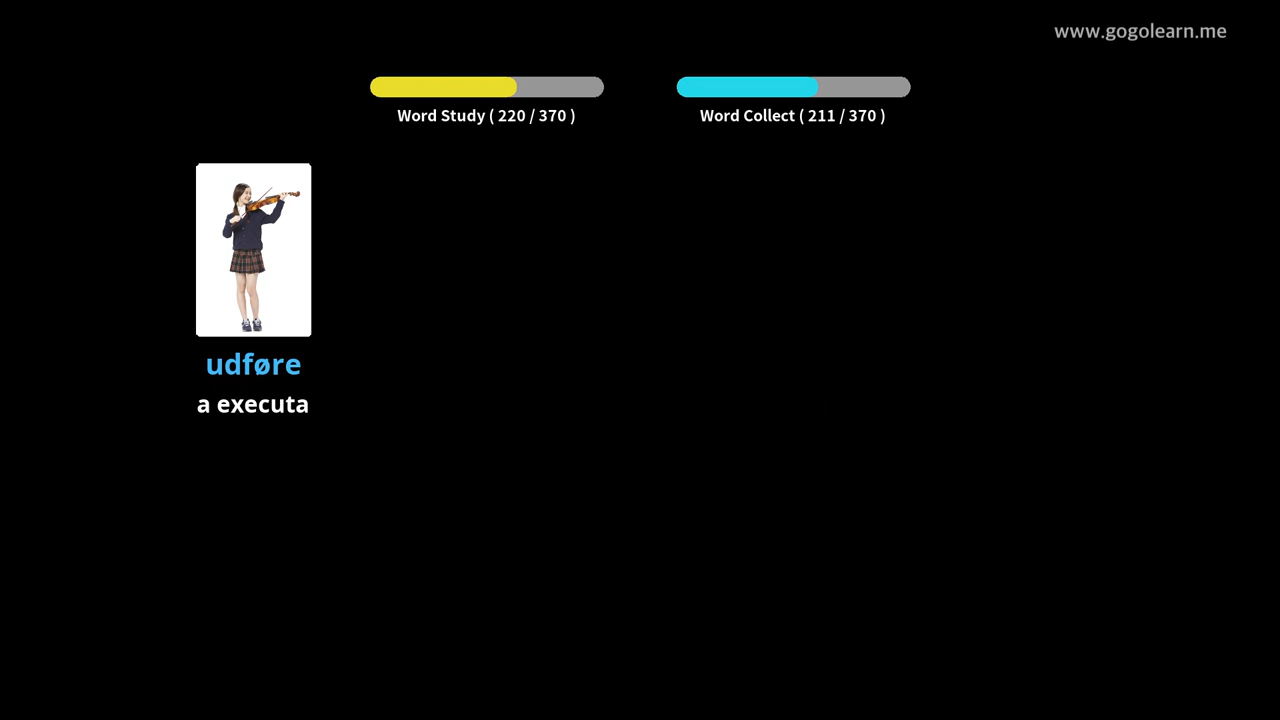 www.gogolearn.me
Word Study ( 220 / 370 )
Word Collect ( 211 / 370 )
udføre
a executa